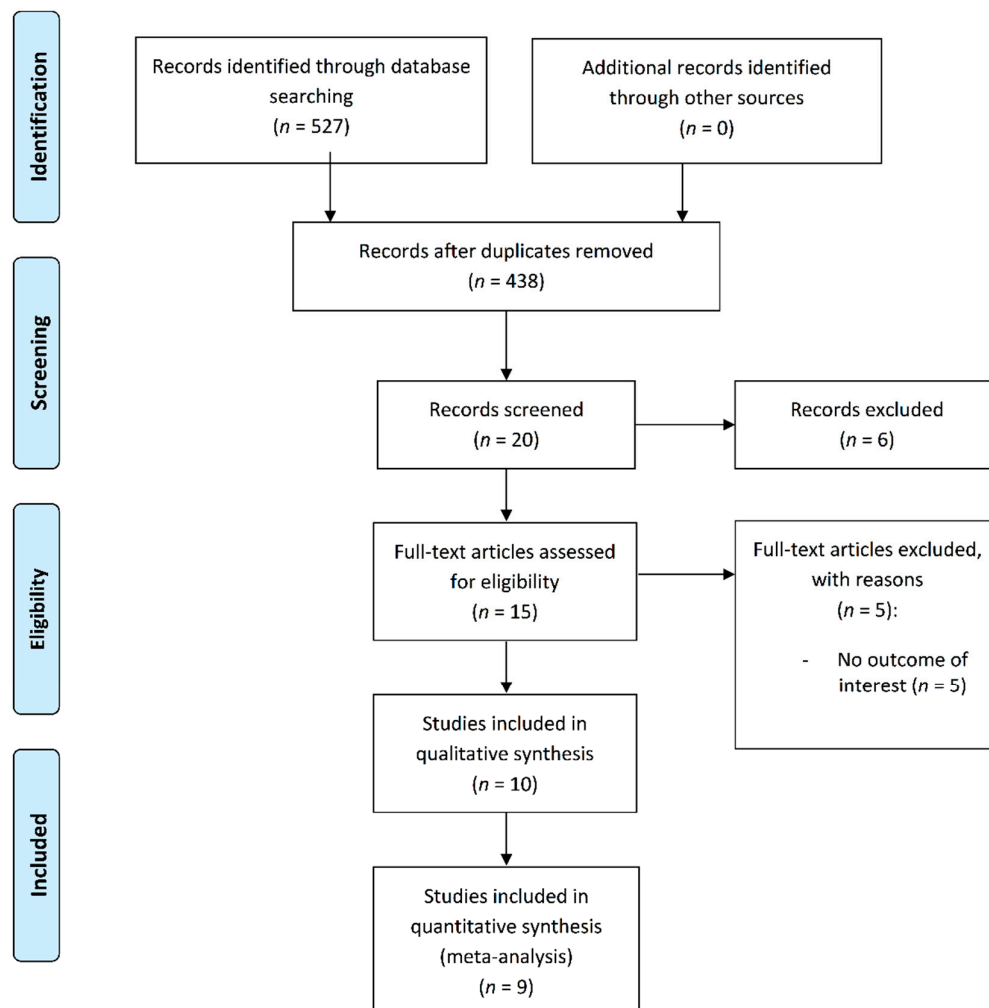 Identification
Records identified through database
searching
(n = 527)
Additional records identified
through other sources
(n = 0)
Records after duplicates removed
(n = 438)
Screening
Records screened
(n = 20)
Records excluded
(n = 6)
Eligibility
Full-text articles assessed
for eligibility
(n = 15)
Full-text articles excluded,
with reasons
(n = 5):
- No outcome of
interest (n = 5)
Studies included in
qualitative synthesis
(n = 10)
Included
Studies included in
quantitative synthesis
(meta-analysis)
(n = 9)